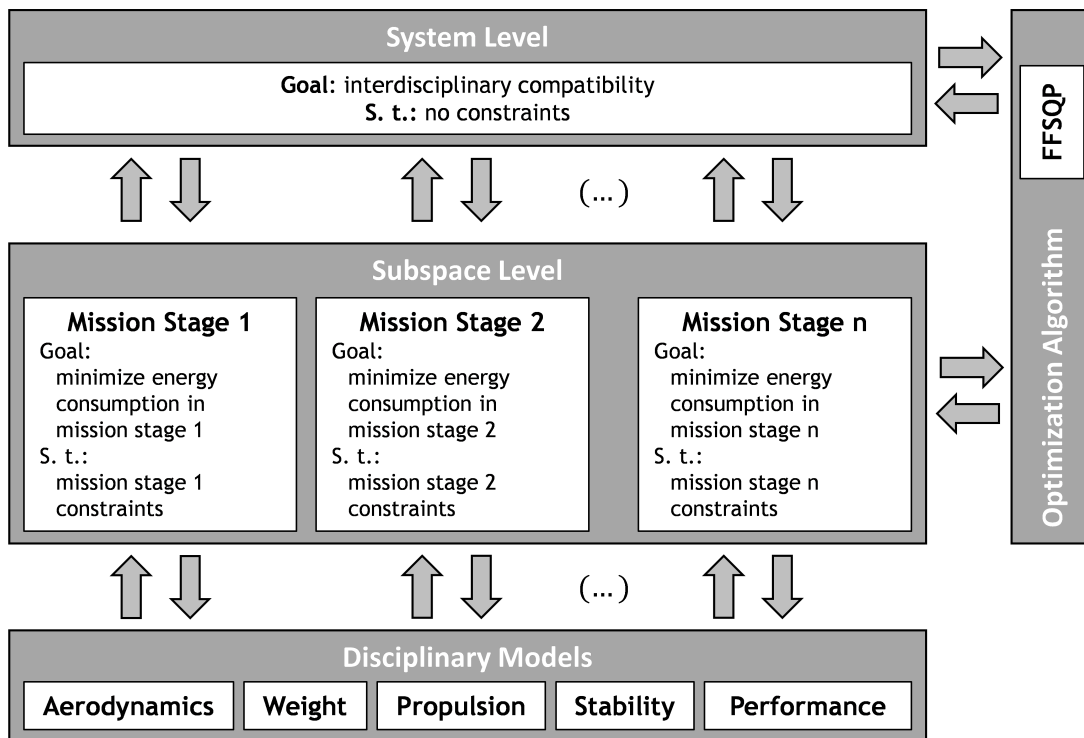 System Level
Goal: interdisciplinary compatibility
S. t.: no constraints
FFSQP
Optimization Algorithm
(...)
Subspace Level
Mission Stage 1
Goal:
minimize energy
consumption in
mission stage 1
S. t.:
mission stage 1
constraints
Mission Stage 2
Goal:
minimize energy
consumption in
mission stage 2
S. t.:
mission stage 2
constraints
Mission Stage n
Goal:
minimize energy
consumption in
mission stage n
S. t.:
mission stage n
constraints
(...)
Disciplinary Models
Aerodynamics
Weight
Propulsion
Stability
Performance